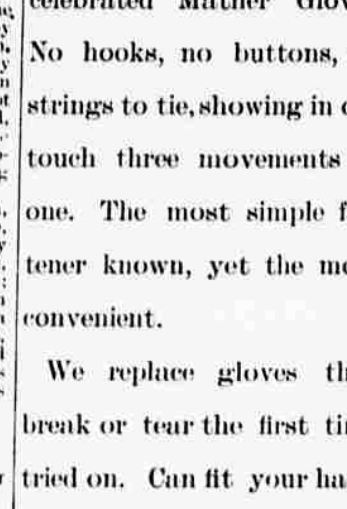 celebrated Mather Glov
No hooks, no buttons,
strings to tie, showing in o
touch three movements
one. The most simple f
tener known, yet the mo
convenient.
We replace gloves th
break or tear the first tin
tried on. Can fit your ha